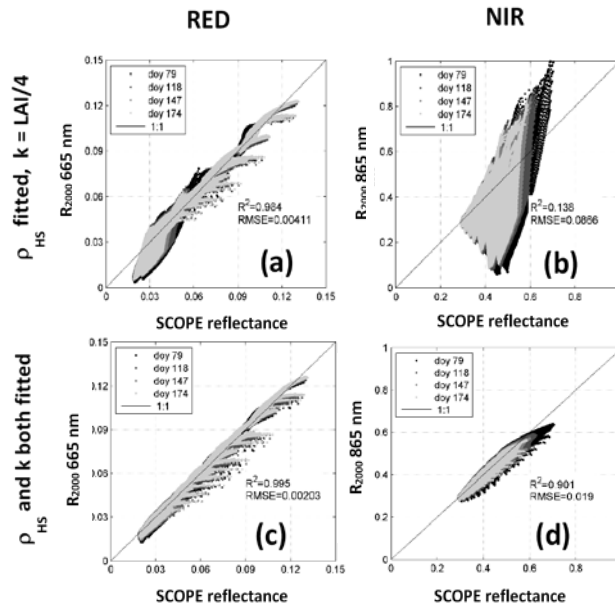 RED
NIR
ρHS fitted, k = LAI/4
0.15
0.12
0.09
0.06
0.03
0
R2000 665 nm
doy 79
doy 118
doy 147
doy 174
1:1
R²=0.984
RMSE=0.00411
(a)
0 0.03 0.06 0.09 0.12 0.15
SCOPE reflectance
1
0.8
0.6
0.4
0.2
0
R2000 865 nm
doy 79
doy 118
doy 147
doy 174
1:1
R²=0.138
RMSE=0.0866
(b)
0 0.2 0.4 0.6 0.8
SCOPE reflectance
ρHS and k both fitted
0.15
0.12
0.09
0.06
0.03
0
R2000 665 nm
doy 79
doy 118
doy 147
doy 174
1:1
R²=0.995
RMSE=0.00203
(c)
0 0.03 0.06 0.09 0.12 0.15
SCOPE reflectance
1
0.8
0.6
0.4
0.2
0
R2000 865 nm
doy 79
doy 118
doy 147
doy 174
1:1
R²=0.901
RMSE=0.019
(d)
0 0.2 0.4 0.6 0.8
SCOPE reflectance